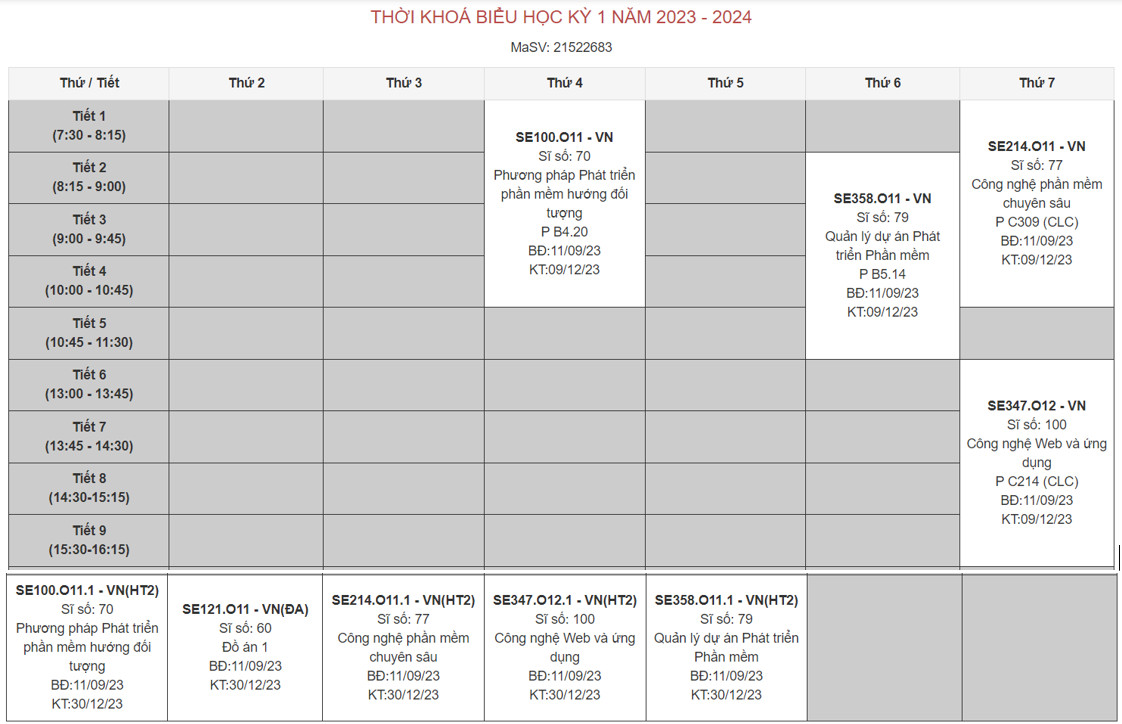 THỜI KHOÁ BIỂU HỌC KỲ 1 NĂM 2023 - 2024
MaSV: 21522683
Thứ / Tiết
Thứ 2
Thứ 3
Thứ 4
Thứ 5
Thứ 6
Thứ 7
Tiết 1
(7:30 - 8:15)
Tiết 2
(8:15 - 9:00)
Tiết 3
(9:00 - 9:45)
Tiết 4
(10:00 - 10:45)
Tiết 5
(10:45 - 11:30)
Tiết 6
(13:00 - 13:45)
Tiết 7
(13:45 - 14:30)
Tiết 8
(14:30-15:15)
Tiết 9
(15:30-16:15)
SE100.O11 - VN
Sĩ số: 70
Phương pháp Phát triển
phần mềm hướng đối
tượng
P B4.20
BĐ:11/09/23
KT:09/12/23
SE358.O11 - VN
Sĩ số: 79
Quản lý dự án Phát
triển Phần mềm
P B5.14
BĐ:11/09/23
KT:09/12/23
SE214.O11 - VN
Sĩ số: 77
Công nghệ phần mềm
chuyên sâu
P C309 (CLC)
BĐ:11/09/23
KT:09/12/23
SE347.O12 - VN
Sĩ số: 100
Công nghệ Web và ứng
dụng
P C214 (CLC)
BĐ:11/09/23
KT:09/12/23
SE100.O11.1 - VN(HT2)
Sĩ số: 70
Phương pháp Phát triển
phần mềm hướng đối
tượng
BĐ:11/09/23
KT:30/12/23
SE121.O11 - VN(ĐA)
Sĩ số: 60
Đồ án 1
BĐ:11/09/23
KT:30/12/23
SE214.O11.1 - VN(HT2)
Sĩ số: 77
Công nghệ phần mềm
chuyên sâu
BĐ:11/09/23
KT:30/12/23
SE347.O12.1 - VN(HT2)
Sĩ số: 100
Công nghệ Web và ứng
dụng
BĐ:11/09/23
KT:30/12/23
SE358.O11.1 - VN(HT2)
Sĩ số: 79
Quản lý dự án Phát triển
Phần mềm
BĐ:11/09/23
KT:30/12/23